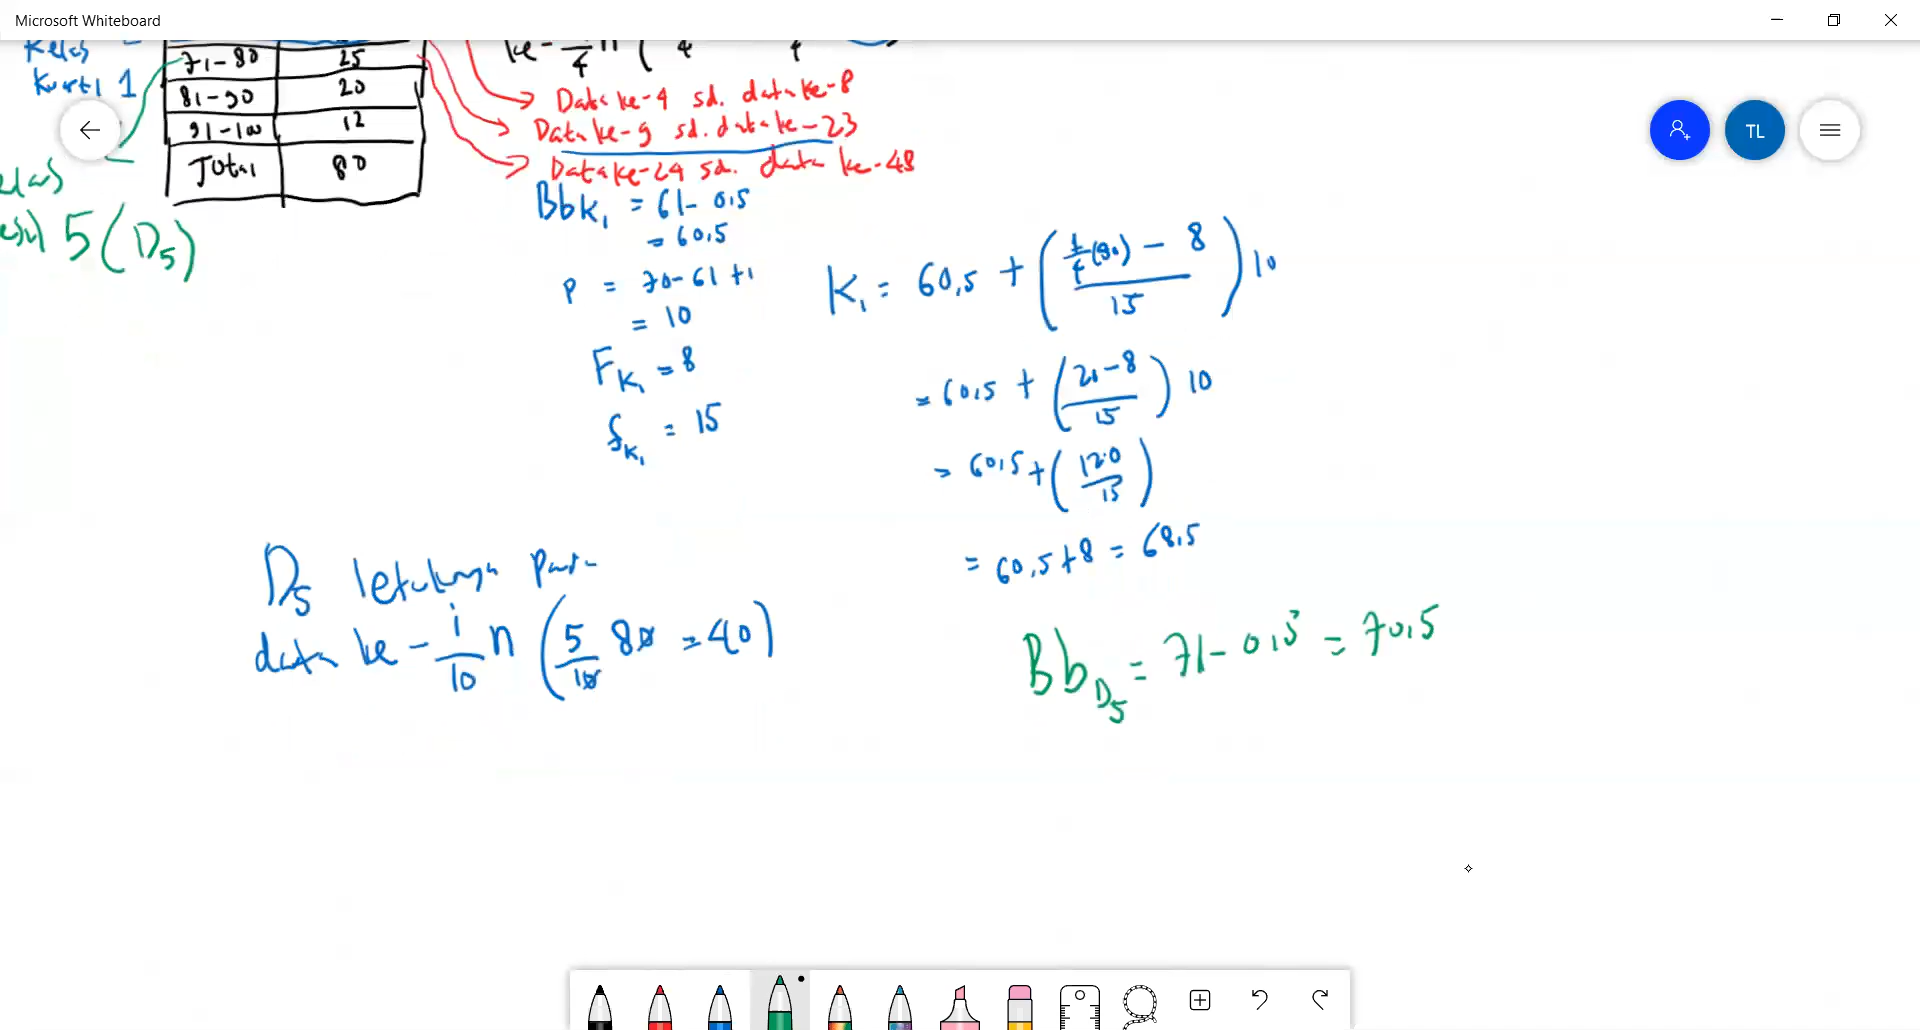 Microsoft Whiteboard
Kelas
Kuartil 1
71-80 25
81-90 20
91-100 12
Total 80
5 (D5)
Data ke-4 sd. data ke-8
Data ke-9 sd. data ke-23
Data ke-24 sd. data ke-48
TL
BbK1 = 61-0,5
= 60,5
P = 70-61+1
= 10
FK1 = 8
fK1 = 15
K1 = 60,5 + (1/4(80) - 8 / 15) 10
= 60,5 + (20-8 / 15) 10
= 60,5 + (120/15)
= 60,5+8 = 68,5
D5 letaknya pada
data ke - i/10 n (5/10 80 = 40)
BbD5 = 71-0,5 = 70,5